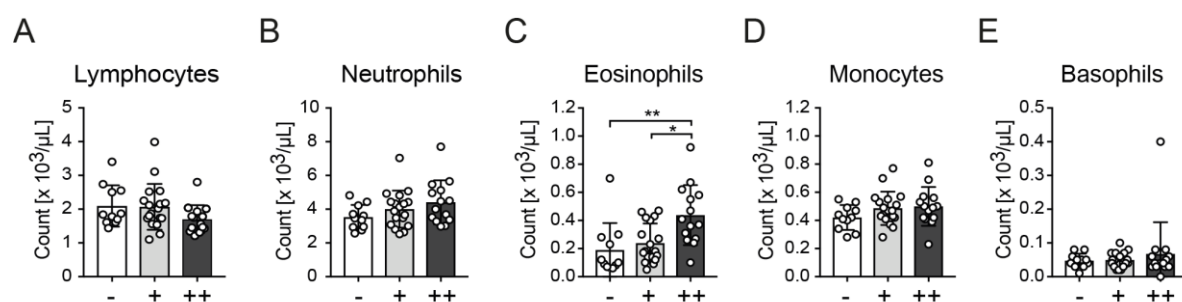 A
B
C
D
E
Lymphocytes
Neutrophils
Eosinophils
Monocytes
Basophils
Count [x 10³/µL]
5
4
3
2
1
0
- + ++
Count [x 10³/µL]
10
8
6
4
2
0
- + ++
Count [x 10³/µL]
1.2
1.0
0.8
0.6
0.4
0.2
0.0
**
*
- + ++
Count [x 10³/µL]
1.2
1.0
0.8
0.6
0.4
0.2
0.0
- + ++
Count [x 10³/µL]
0.5
0.4
0.3
0.2
0.1
0.0
- + ++